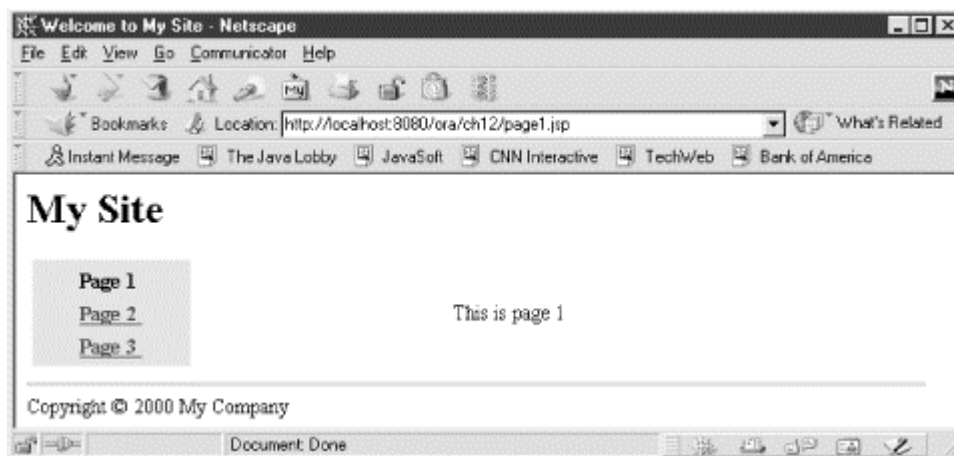 Welcome to My Site - Netscape
File Edit View Go Communicator Help
My
N
Bookmarks Location: http://localhost:8080/ora/ch12/page1.jsp What's Related
Instant Message The Java Lobby JavaSoft CNN Interactive TechWeb Bank of America
My Site
Page 1
Page 2
This is page 1
Page 3
Copyright © 2000 My Company
Document: Done